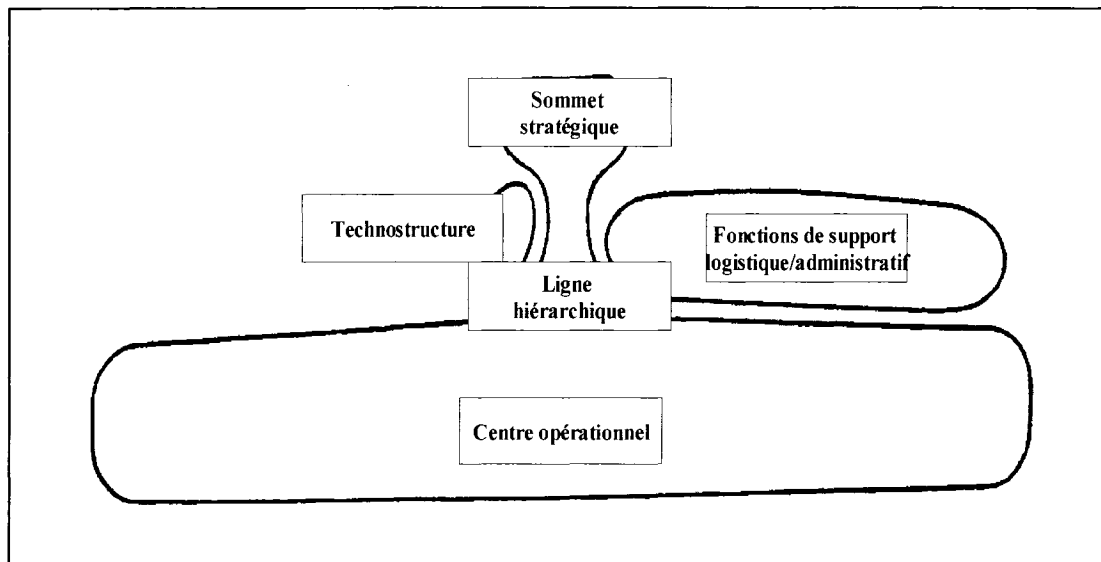 Sommet
stratégique
Technostructure
Fonctions de support
logistique/administratif
Ligne
hiérarchique
Centre opérationnel